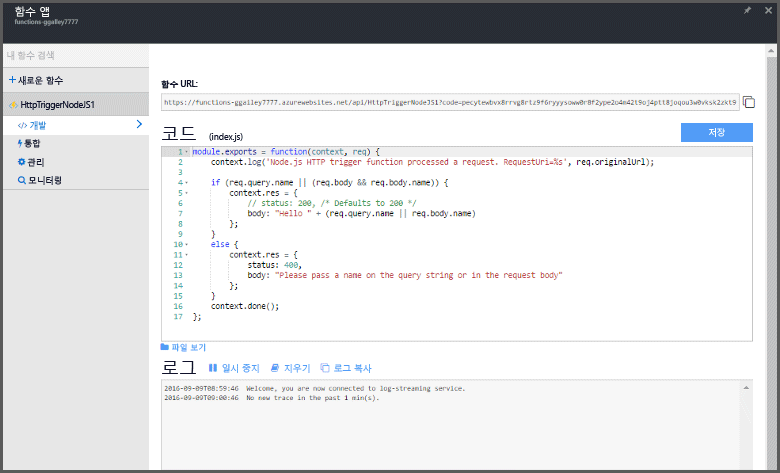 함수 앱
functions-ggailey7777
내 함수 검색
+ 새로운 함수
HttpTriggerNodeJS1
</> 개발
통합
관리
모니터링
함수 URL:
https://functions-ggailey7777.azurewebsites.net/api/HttpTriggerNodeJS1?code=pecytewbvx8rrvg8rtz9f6ryyysoww0r8f2ype2o4m42t9oj4ptt8joqou3w0vksk2zkt9
코드 (index.js)
저장
1 module.exports = function(context, req) {
2 context.log('Node.js HTTP trigger function processed a request. RequestUri=%s', req.originalUrl);
3
4 if (req.query.name || (req.body && req.body.name)) {
5 context.res = {
6 // status: 200, /* Defaults to 200 */
7 body: "Hello " + (req.query.name || req.body.name)
8 };
9 }
10 else {
11 context.res = {
12 status: 400,
13 body: "Please pass a name on the query string or in the request body"
14 };
15 }
16 context.done();
17 };
파일 보기
로그 일시 중지 지우기 로그 복사
2016-09-09T08:59:46 Welcome, you are now connected to log-streaming service.
2016-09-09T09:00:46 No new trace in the past 1 min(s).